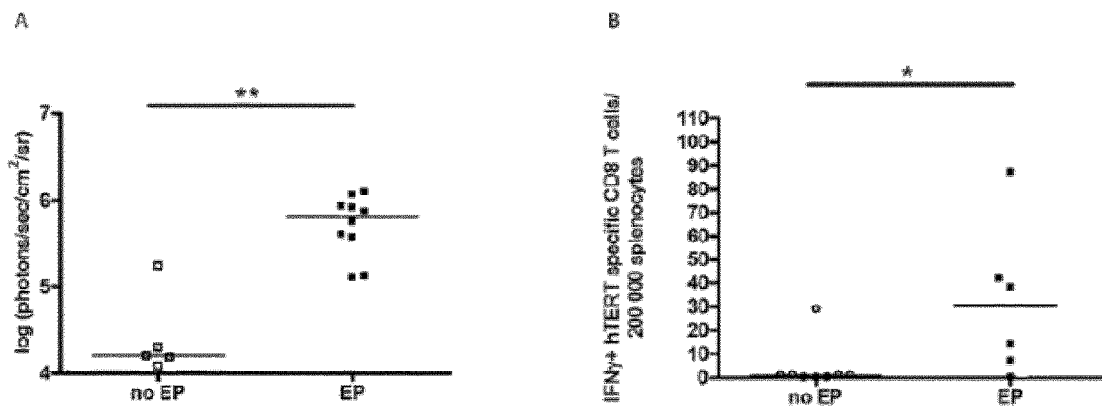 A
**
log (photons/sec/cm²/sr)
7
6
5
4
no EP
EP
B
*
IFNγ+ hTERT specific CD8 T cells/
200 000 splenocytes
110
100
90
80
70
60
50
40
30
20
10
0
no EP
EP